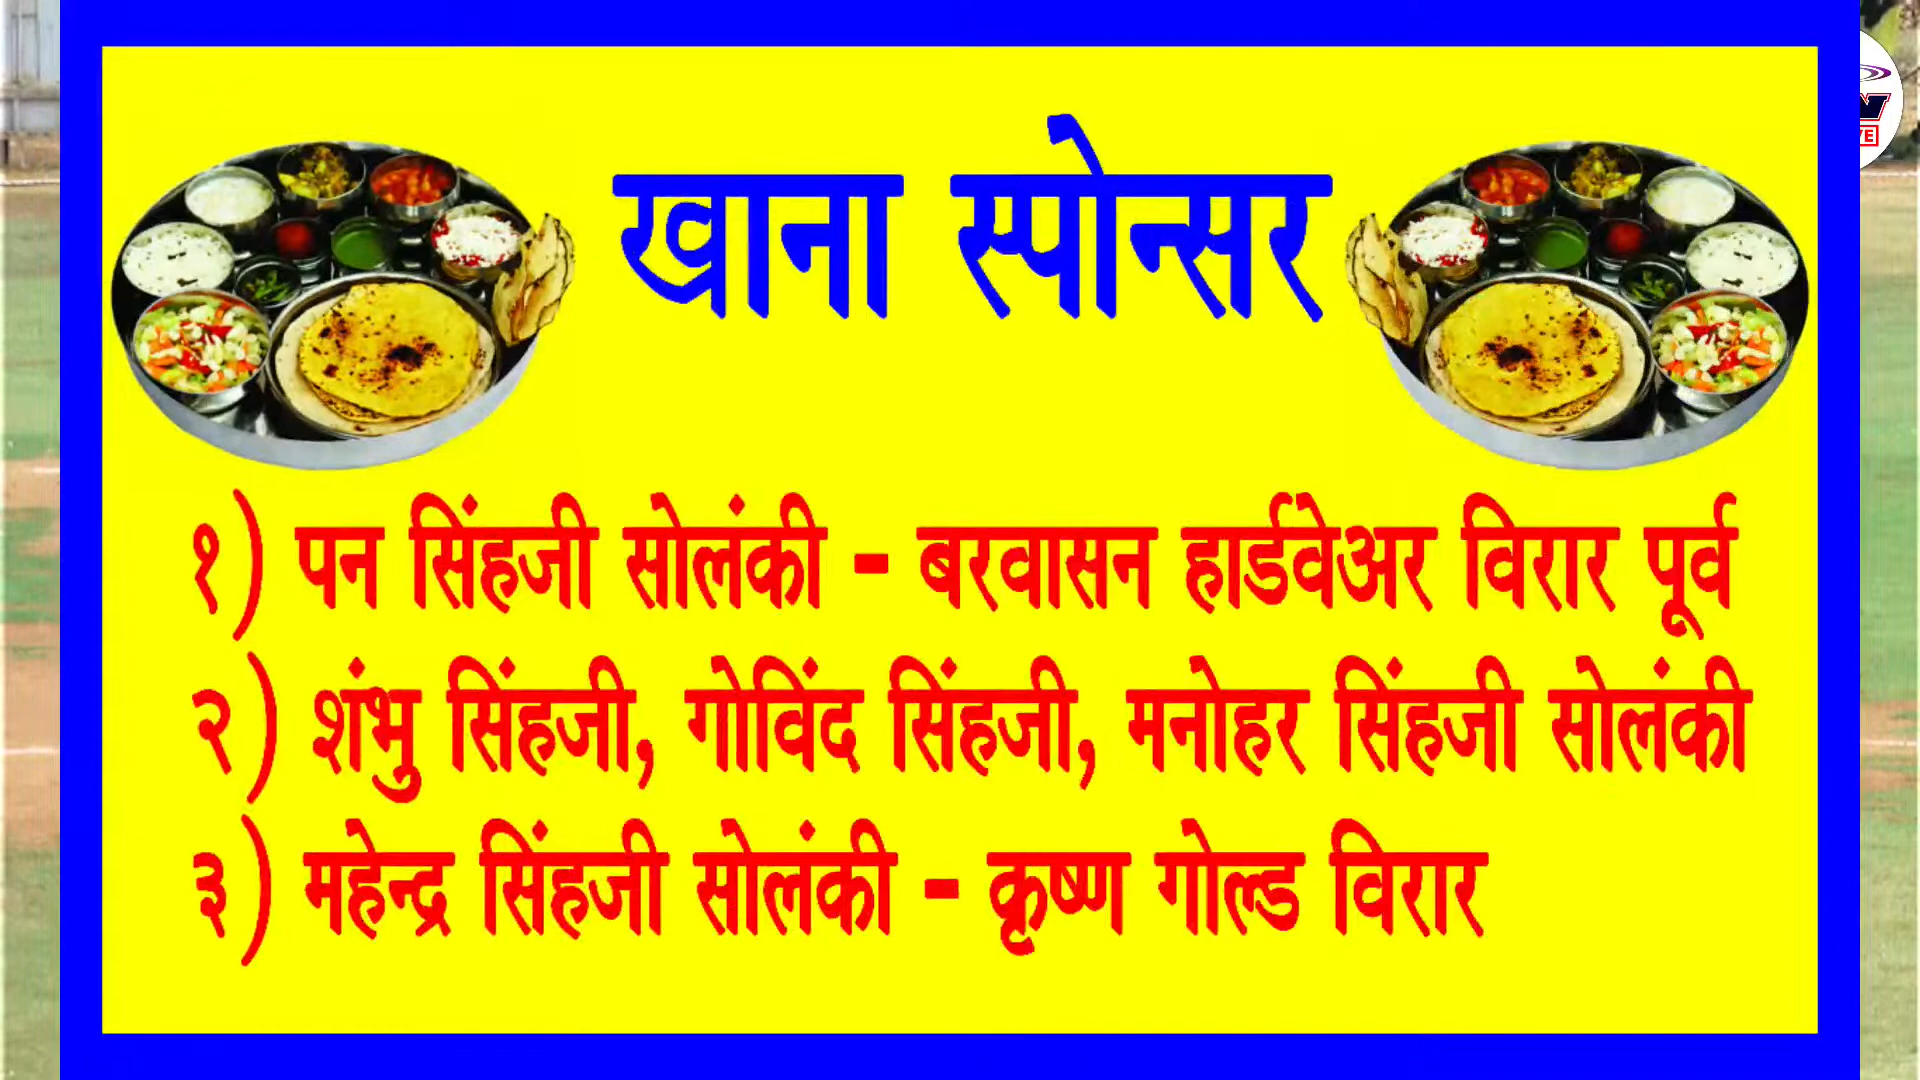 खाना स्पोन्सर
१) पन सिंहजी सोलंकी - बरवासन हार्डवेअर विरार पूर्व
२) शंभु सिंहजी, गोविंद सिंहजी, मनोहर सिंहजी सोलंकी
३) महेन्द्र सिंहजी सोलंकी - कृष्ण गोल्ड विरार